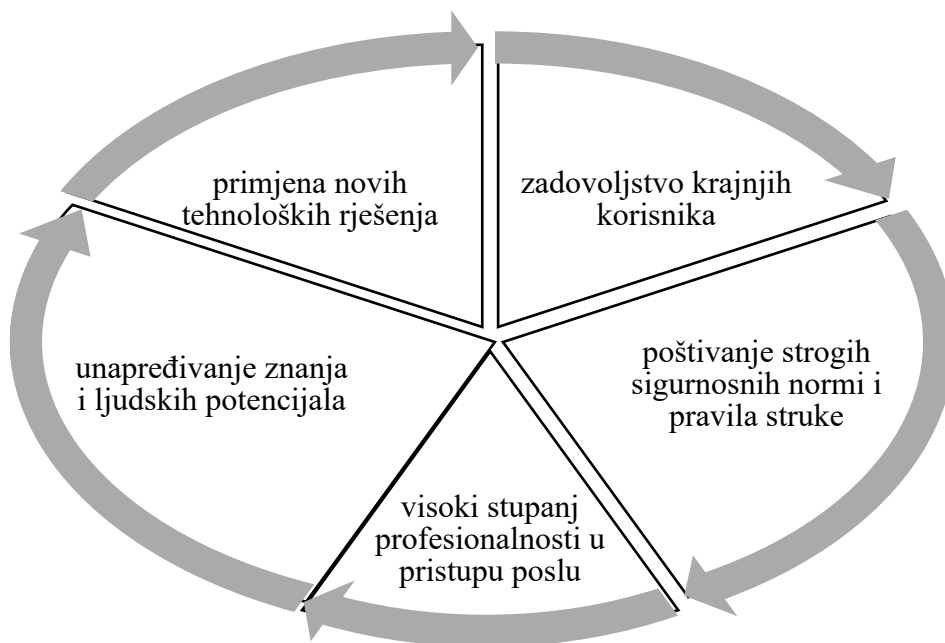 primjena novih
tehnoloških rješenja
zadovoljstvo krajnjih
korisnika
poštivanje strogih
sigurnosnih normi i
pravila struke
visoki stupanj
profesionalnosti u
pristupu poslu
unapređivanje znanja
i ljudskih potencijala